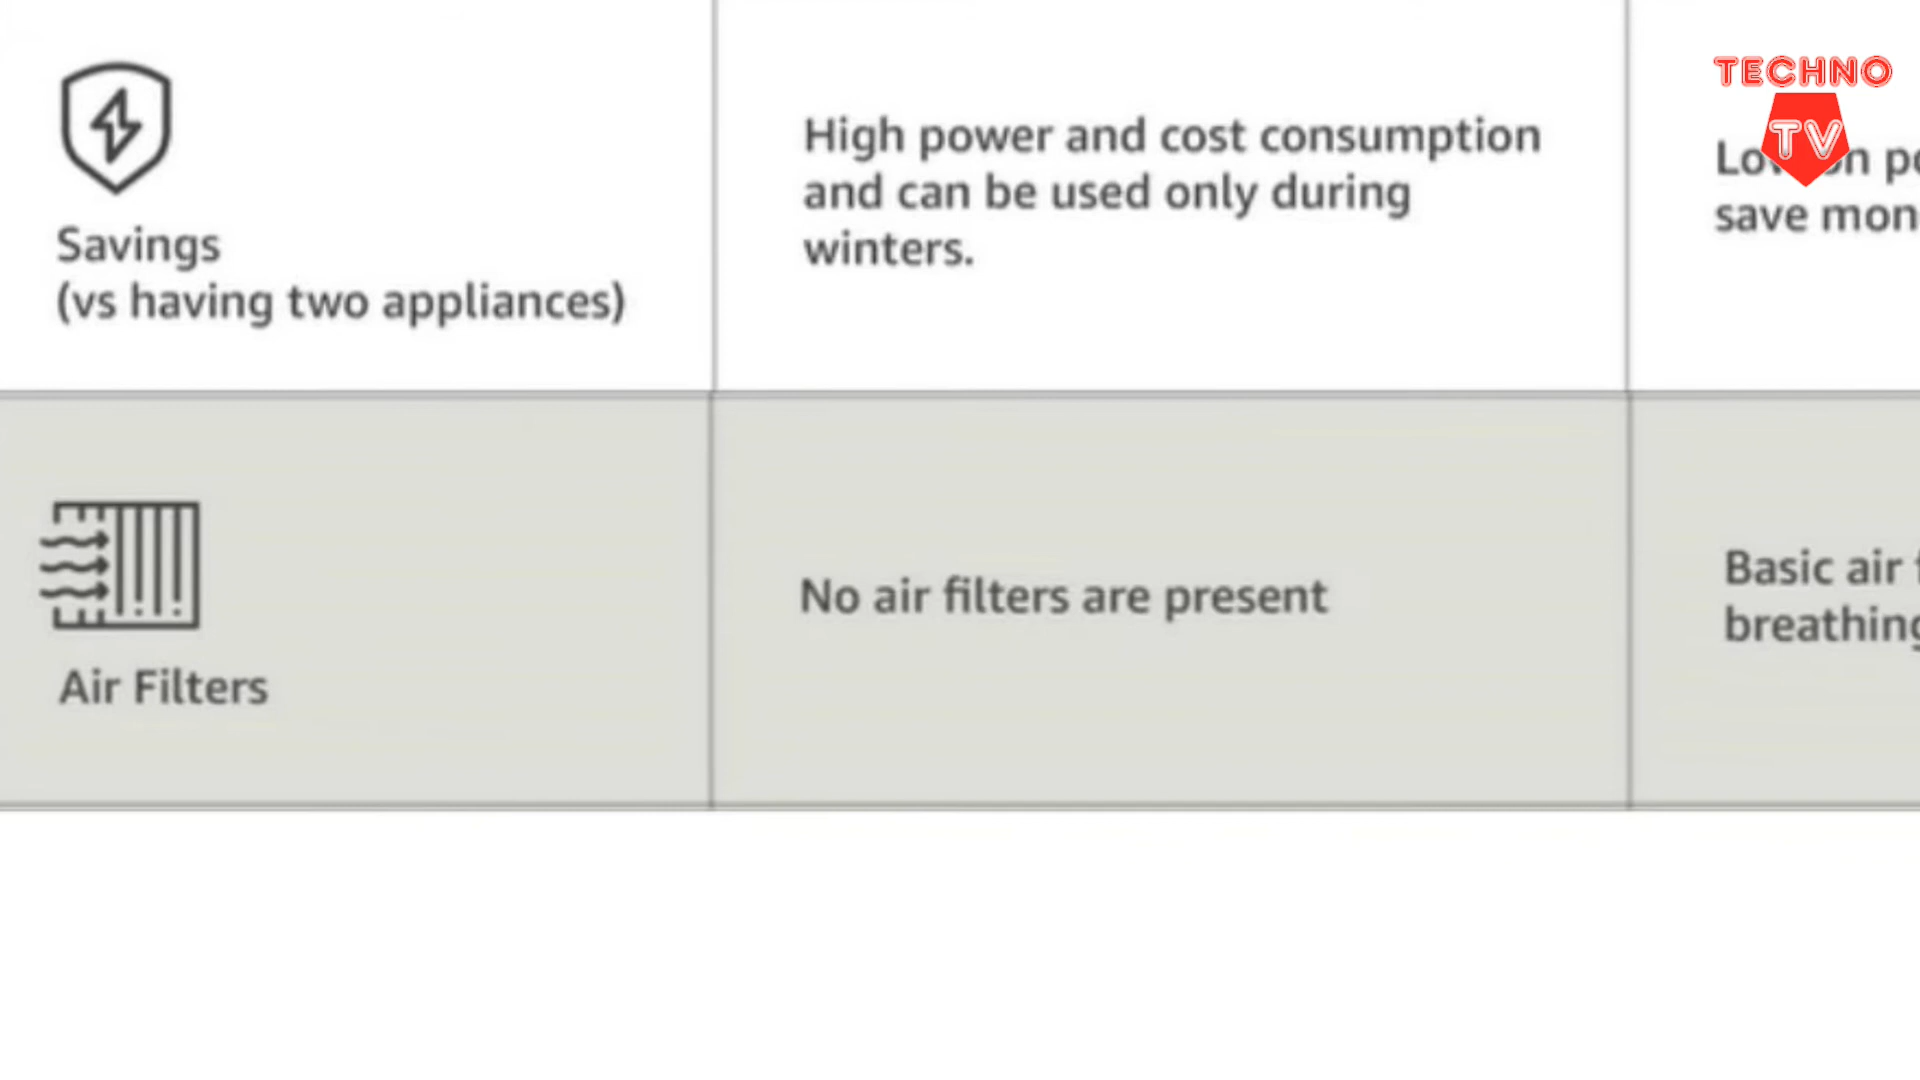 TECHNO
TV
High power and cost consumption
and can be used only during
winters.
save mon
Savings
(vs having two appliances)
No air filters are present
Basic air
breathing
Air Filters